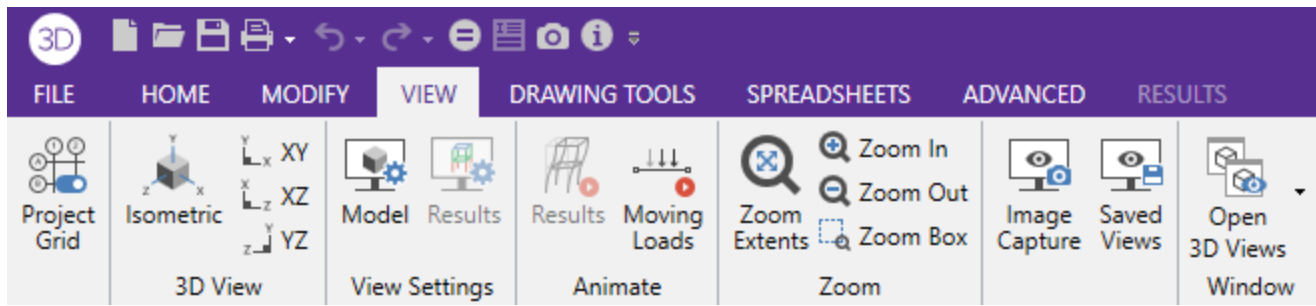 3D
FILE HOME MODIFY VIEW DRAWING TOOLS SPREADSHEETS ADVANCED RESULTS
Project Grid
Isometric
XY
XZ
YZ
3D View
Model
Results
View Settings
Results
Moving Loads
Animate
Zoom Extents
Zoom In
Zoom Out
Zoom Box
Zoom
Image Capture
Saved Views
Open 3D Views
Window